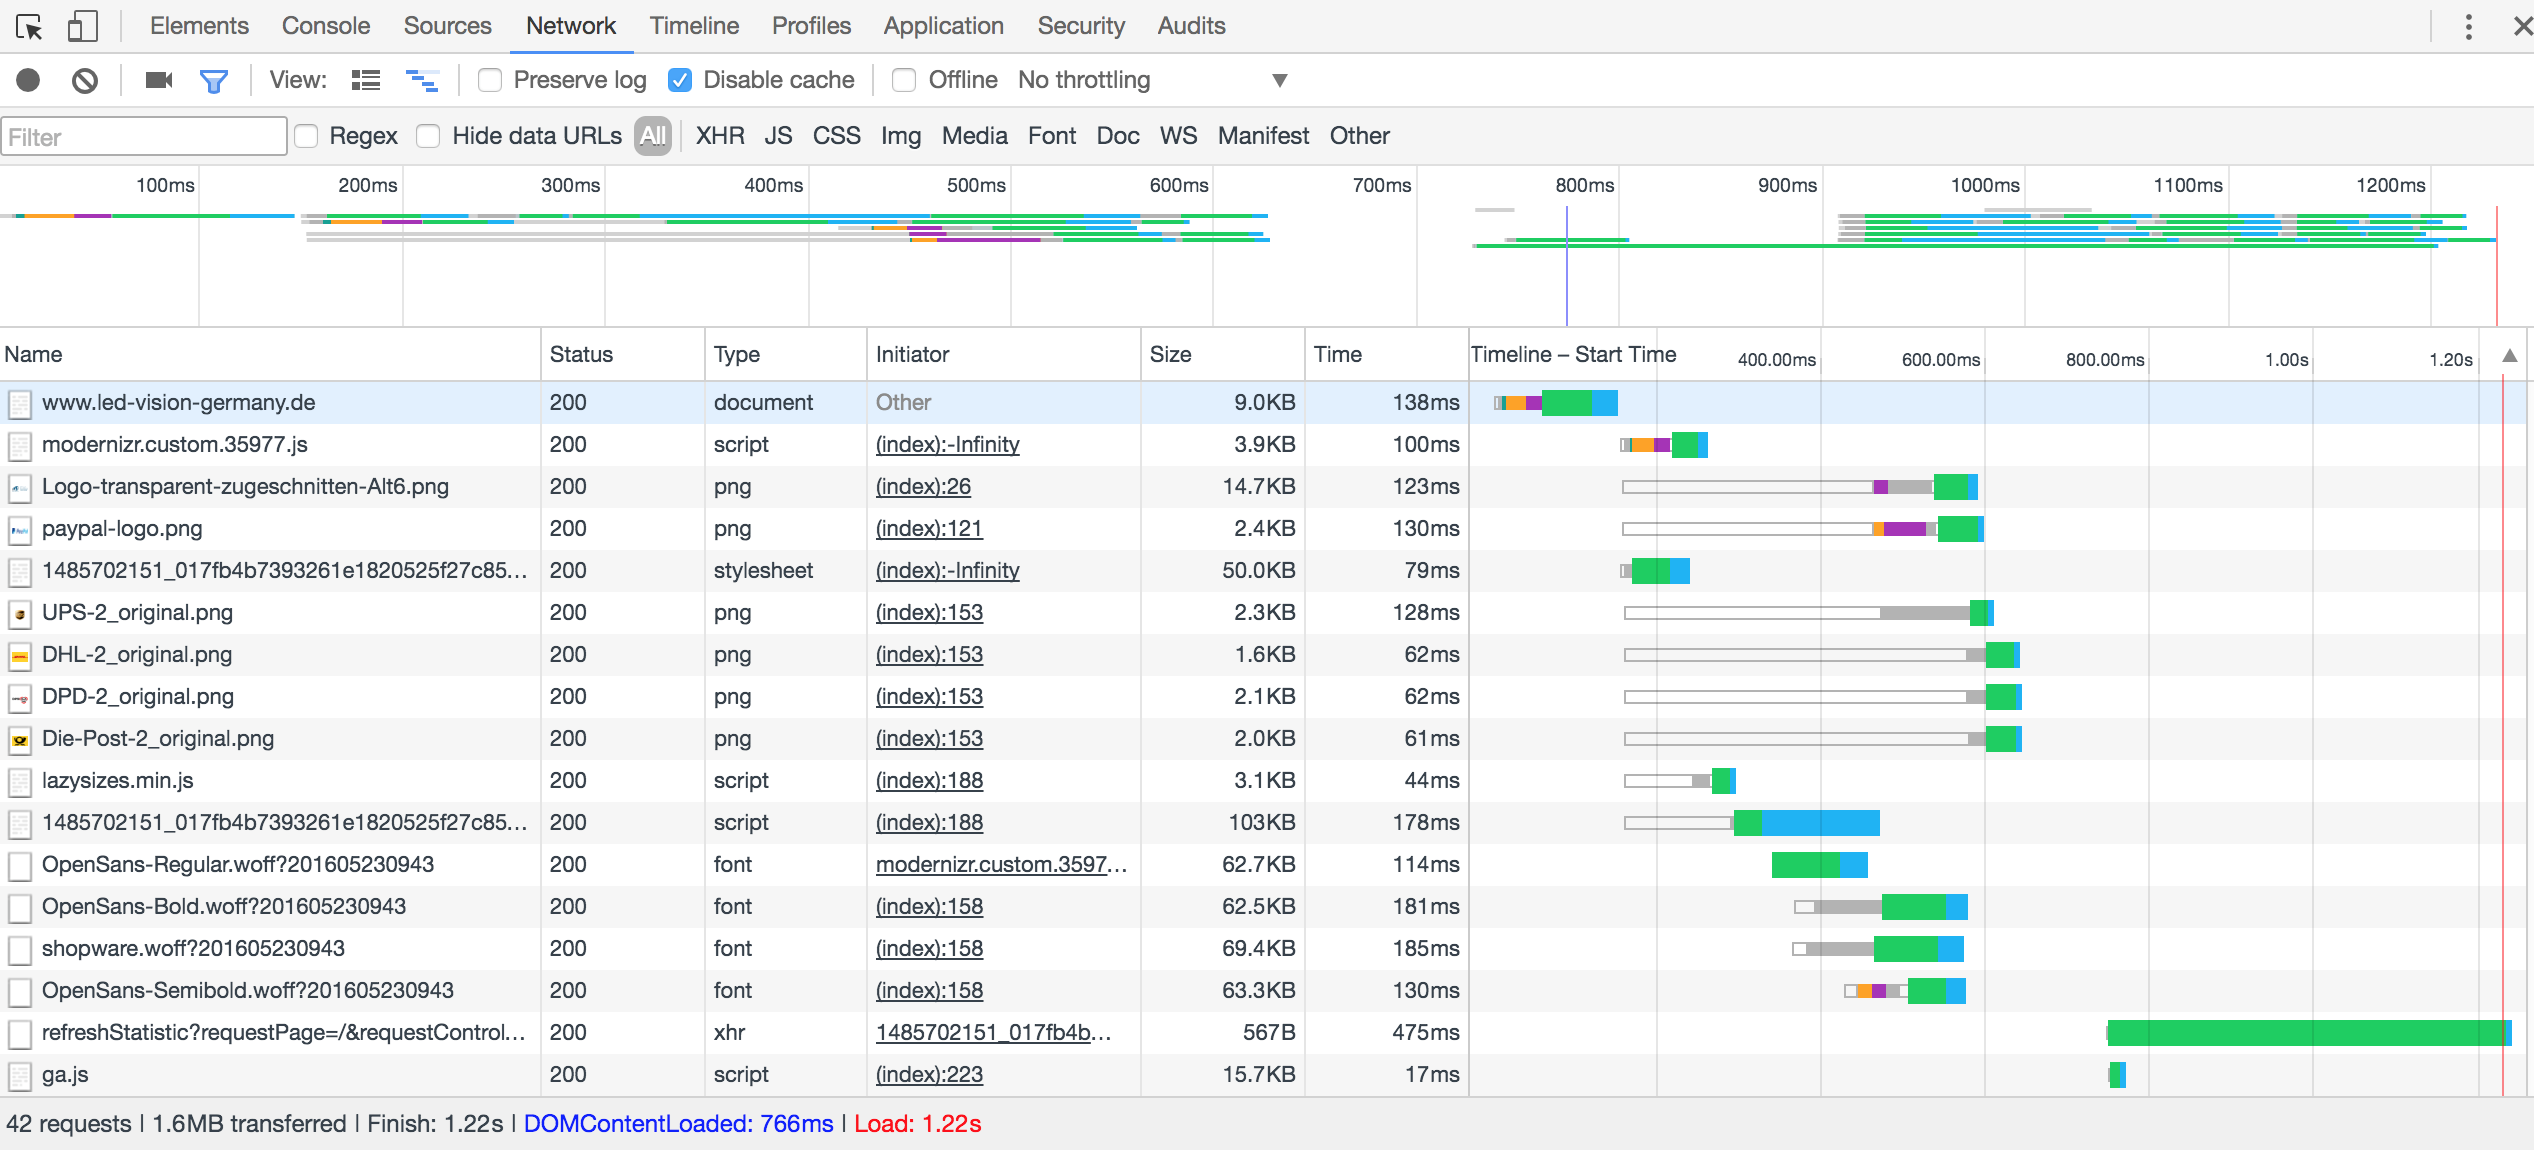 Elements Console Sources Network Timeline Profiles Application Security Audits
View: Preserve log Disable cache Offline No throttling
Filter Regex Hide data URLs All XHR JS CSS Img Media Font Doc WS Manifest Other
100ms 200ms 300ms 400ms 500ms 600ms 700ms 800ms 900ms 1000ms 1100ms 1200ms
Name Status Type Initiator Size Time Timeline – Start Time 400.00ms 600.00ms 800.00ms 1.00s 1.20s
www.led-vision-germany.de 200 document Other 9.0KB 138ms
modernizr.custom.35977.js 200 script (index):-Infinity 3.9KB 100ms
Logo-transparent-zugeschnitten-Alt6.png 200 png (index):26 14.7KB 123ms
paypal-logo.png 200 png (index):121 2.4KB 130ms
1485702151_017fb4b7393261e1820525f27c85... 200 stylesheet (index):-Infinity 50.0KB 79ms
UPS-2_original.png 200 png (index):153 2.3KB 128ms
DHL-2_original.png 200 png (index):153 1.6KB 62ms
DPD-2_original.png 200 png (index):153 2.1KB 62ms
Die-Post-2_original.png 200 png (index):153 2.0KB 61ms
lazysizes.min.js 200 script (index):188 3.1KB 44ms
1485702151_017fb4b7393261e1820525f27c85... 200 script (index):188 103KB 178ms
OpenSans-Regular.woff?201605230943 200 font modernizr.custom.3597... 62.7KB 114ms
OpenSans-Bold.woff?201605230943 200 font (index):158 62.5KB 181ms
shopware.woff?201605230943 200 font (index):158 69.4KB 185ms
OpenSans-Semibold.woff?201605230943 200 font (index):158 63.3KB 130ms
refreshStatistic?requestPage=/&requestControl... 200 xhr 1485702151_017fb4b... 567B 475ms
ga.js 200 script (index):223 15.7KB 17ms
42 requests | 1.6MB transferred | Finish: 1.22s | DOMContentLoaded: 766ms | Load: 1.22s